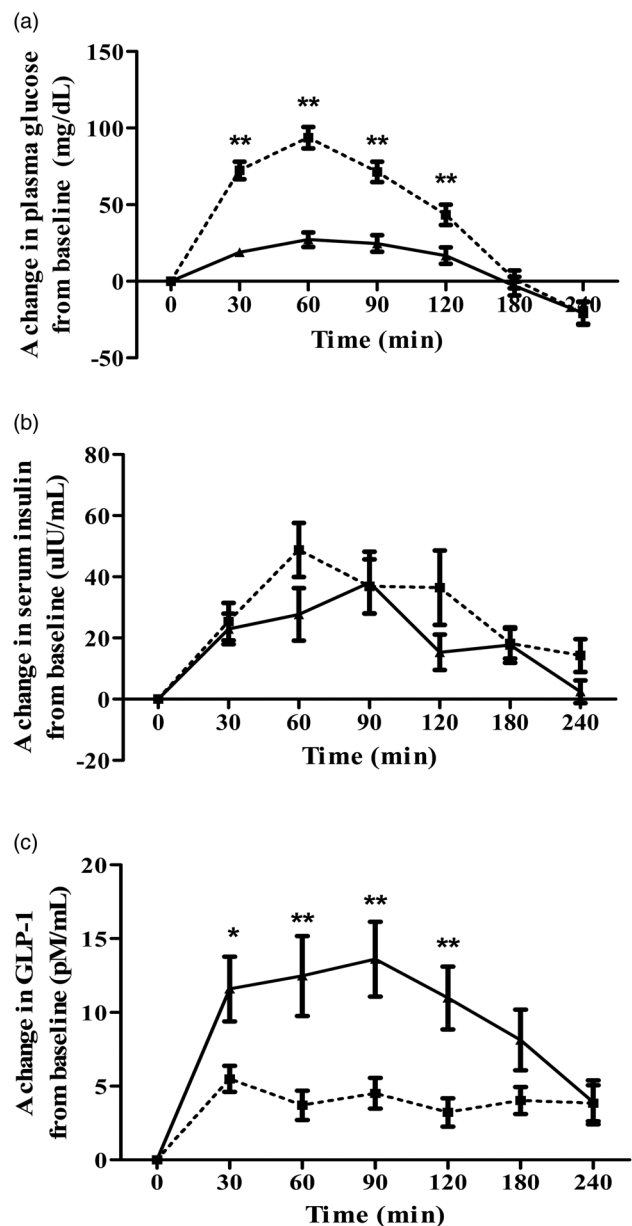 (a)
A change in plasma glucose
from baseline (mg/dL)
150
100
50
0
-50
**
**
**
**
0 30 60 90 120 180 240
Time (min)
(b)
A change in serum insulin
from baseline (uIU/mL)
80
60
40
20
0
-20
0 30 60 90 120 180 240
Time (min)
(c)
A change in GLP-1
from baseline (pM/mL)
20
15
10
5
0
*
**
**
**
0 30 60 90 120 180 240
Time (min)